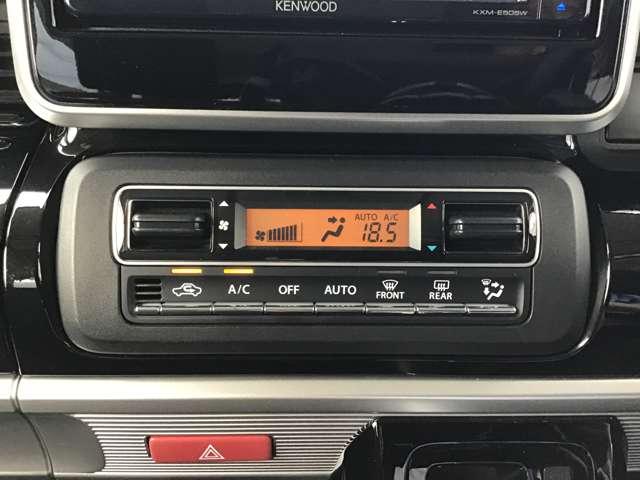 KENWOOD
KXM-E505W
AUTO A/C
18.5
A/C OFF AUTO FRONT REAR